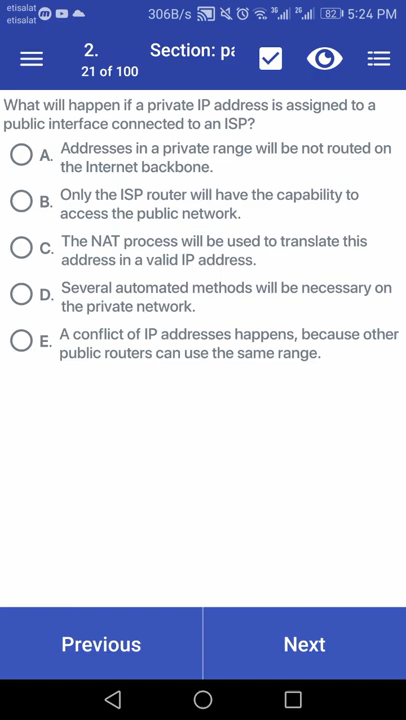 etisalat
etisalat
306B/s
3G
2G
82
5:24 PM
2.
Section: pa
21 of 100
What will happen if a private IP address is assigned to a
public interface connected to an ISP?
A. Addresses in a private range will be not routed on
the Internet backbone.
B. Only the ISP router will have the capability to
access the public network.
C. The NAT process will be used to translate this
address in a valid IP address.
D. Several automated methods will be necessary on
the private network.
E. A conflict of IP addresses happens, because other
public routers can use the same range.
Previous
Next